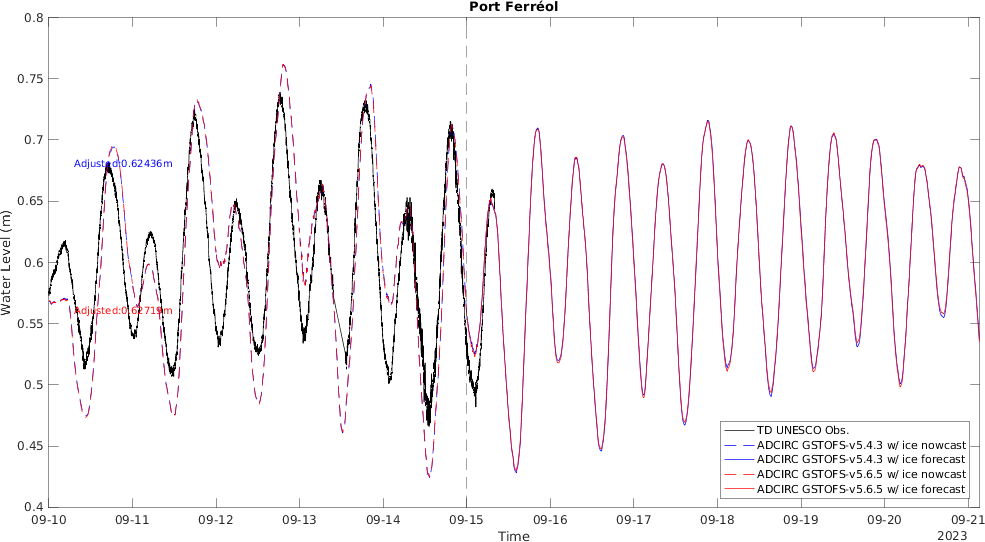 Port Ferréol
0.8
0.75
0.7
0.65
0.6
0.55
0.5
0.45
0.4
Water Level (m)
Adjusted:0.62436m
Adjusted:0.62719m
TD UNESCO Obs.
ADCIRC GSTOFS-v5.4.3 w/ ice nowcast
ADCIRC GSTOFS-v5.4.3 w/ ice forecast
ADCIRC GSTOFS-v5.6.5 w/ ice nowcast
ADCIRC GSTOFS-v5.6.5 w/ ice forecast
09-10 09-11 09-12 09-13 09-14 09-15 09-16 09-17 09-18 09-19 09-20 09-21
Time
2023